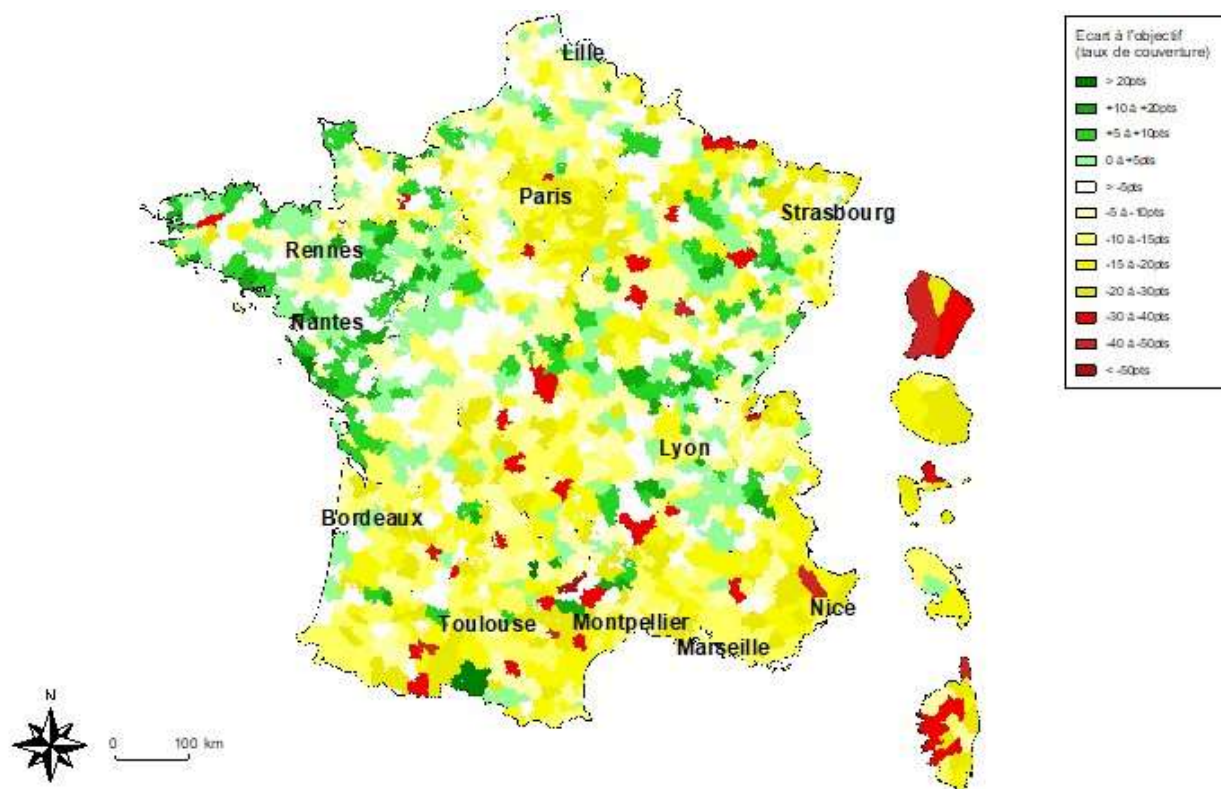 Lille
Paris
Strasbourg
Rennes
Nantes
Lyon
Bordeaux
Toulouse
Montpellier
Nice
Marseille
N
0 100 km
Ecart à l'objectif
(taux de couverture)
> 20pts
+10 à +20pts
+5 à +10pts
0 à +5pts
> -5pts
-5 à -10pts
-10 à -15pts
-15 à -20pts
-20 à -30pts
-30 à -40pts
-40 à -50pts
< -50pts